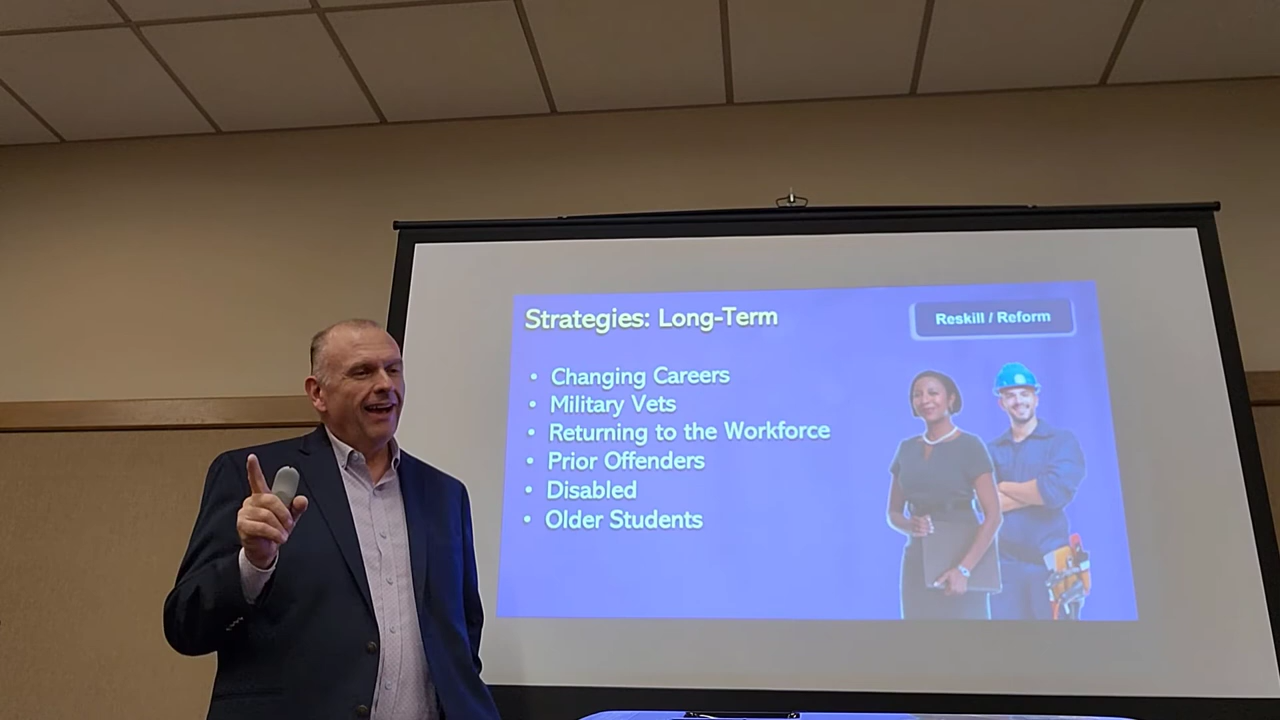 Strategies: Long-Term
Reskill / Reform
• Changing Careers
• Military Vets
• Returning to the Workforce
• Prior Offenders
• Disabled
• Older Students